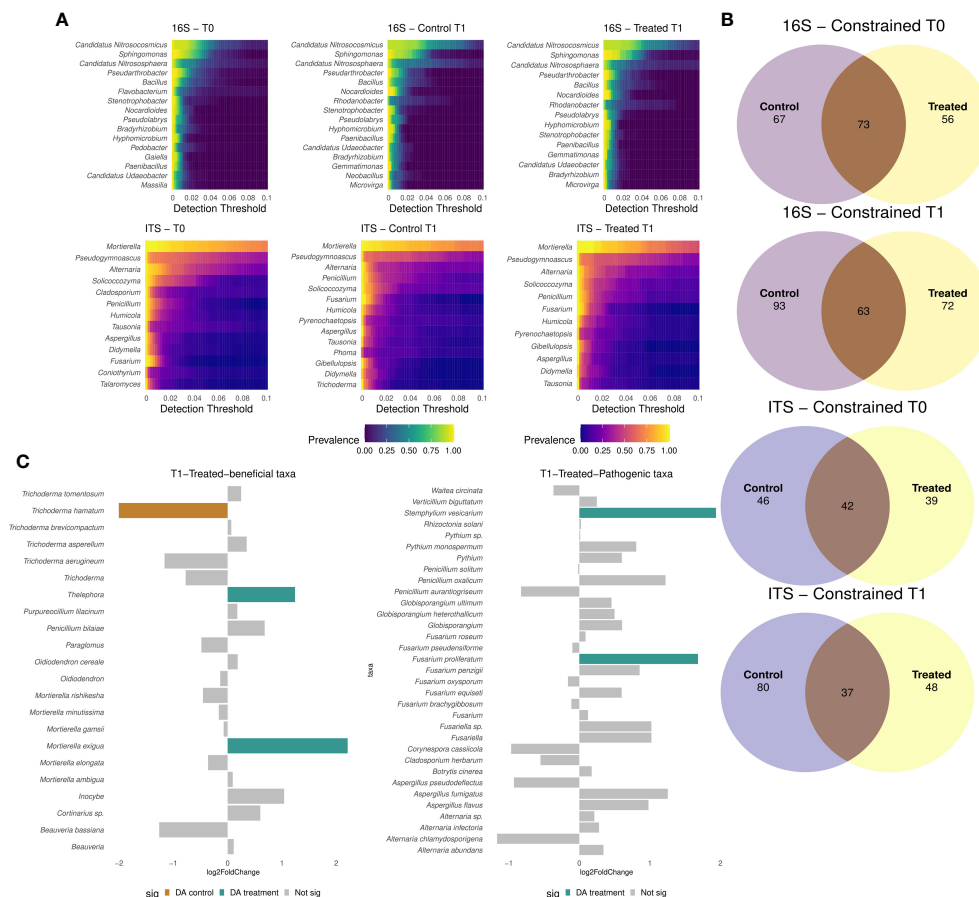 A
16S – T0
Candidatus Nitrosocosmicus
Sphingomonas
Candidatus Nitrososphaera
Pseudarthrobacter
Bacillus
Flavobacterium
Stenotrophobacter
Nocardioides
Pseudolabrys
Bradyrhizobium
Hyphomicrobium
Pedobacter
Gaiella
Paenibacillus
Candidatus Udaeobacter
Massilia
0 0.02 0.04 0.06 0.08 0.1
Detection Threshold
16S – Control T1
Candidatus Nitrosocosmicus
Sphingomonas
Candidatus Nitrososphaera
Pseudarthrobacter
Bacillus
Nocardioides
Rhodanobacter
Stenotrophobacter
Pseudolabrys
Hyphomicrobium
Paenibacillus
Candidatus Udaeobacter
Bradyrhizobium
Gemmatimonas
Neobacillus
Microvirga
0 0.02 0.04 0.06 0.08 0.1
Detection Threshold
16S – Treated T1
Candidatus Nitrosocosmicus
Sphingomonas
Candidatus Nitrososphaera
Pseudarthrobacter
Bacillus
Nocardioides
Rhodanobacter
Pseudolabrys
Hyphomicrobium
Stenotrophobacter
Paenibacillus
Gemmatimonas
Candidatus Udaeobacter
Bradyrhizobium
Microvirga
0 0.02 0.04 0.06 0.08 0.1
Detection Threshold
ITS – T0
Mortierella
Pseudogymnoascus
Alternaria
Solicoccozyma
Cladosporium
Penicillium
Humicola
Tausonia
Aspergillus
Didymella
Fusarium
Coniothyrium
Talaromyces
0 0.02 0.04 0.06 0.08 0.1
Detection Threshold
ITS – Control T1
Mortierella
Pseudogymnoascus
Alternaria
Penicillium
Solicoccozyma
Fusarium
Humicola
Pyrenochaetopsis
Aspergillus
Tausonia
Phoma
Gibellulopsis
Didymella
Trichoderma
0 0.02 0.04 0.06 0.08 0.1
Detection Threshold
ITS – Treated T1
Mortierella
Pseudogymnoascus
Alternaria
Solicoccozyma
Penicillium
Fusarium
Humicola
Pyrenochaetopsis
Gibellulopsis
Aspergillus
Didymella
Tausonia
0 0.02 0.04 0.06 0.08 0.1
Detection Threshold
Prevalence
0.00 0.25 0.50 0.75 1.00
Prevalence
0.00 0.25 0.50 0.75 1.00
B
16S – Constrained T0
Control
67
73
Treated
56
16S – Constrained T1
Control
93
63
Treated
72
ITS – Constrained T0
Control
46
42
Treated
39
ITS – Constrained T1
Control
80
37
Treated
48
C
T1–Treated–beneficial taxa
Trichoderma tomentosum
Trichoderma hamatum
Trichoderma brevicompactum
Trichoderma asperellum
Trichoderma aerugineum
Trichoderma
Thelephora
Purpureocillium lilacinum
Penicillium bilaiae
Paraglomus
Oidiodendron cereale
Oidiodendron
Mortierella rishikesha
Mortierella minutissima
Mortierella gamsii
Mortierella exigua
Mortierella elongata
Mortierella ambigua
Inocybe
Cortinarius sp.
Beauveria bassiana
Beauveria
−2 −1 0 1 2
log2FoldChange
sig DA control DA treatment Not sig
T1–Treated–Pathogenic taxa
taxa
Waitea circinata
Verticillium biguttatum
Stemphylium vesicarium
Rhizoctonia solani
Pythium sp.
Pythium monospermum
Pythium
Penicillium solitum
Penicillium oxalicum
Penicillium aurantiogriseum
Globisporangium ultimum
Globisporangium heterothallicum
Globisporangium
Fusarium roseum
Fusarium pseudensiforme
Fusarium proliferatum
Fusarium penzigii
Fusarium oxysporum
Fusarium equiseti
Fusarium brachygibbosum
Fusarium
Fusariella sp.
Fusariella
Corynespora cassiicola
Cladosporium herbarum
Botrytis cinerea
Aspergillus pseudodeflectus
Aspergillus fumigatus
Aspergillus flavus
Alternaria sp.
Alternaria infectoria
Alternaria chlamydosporigena
Alternaria abundans
−1 0 1 2
log2FoldChange
sig DA treatment Not sig